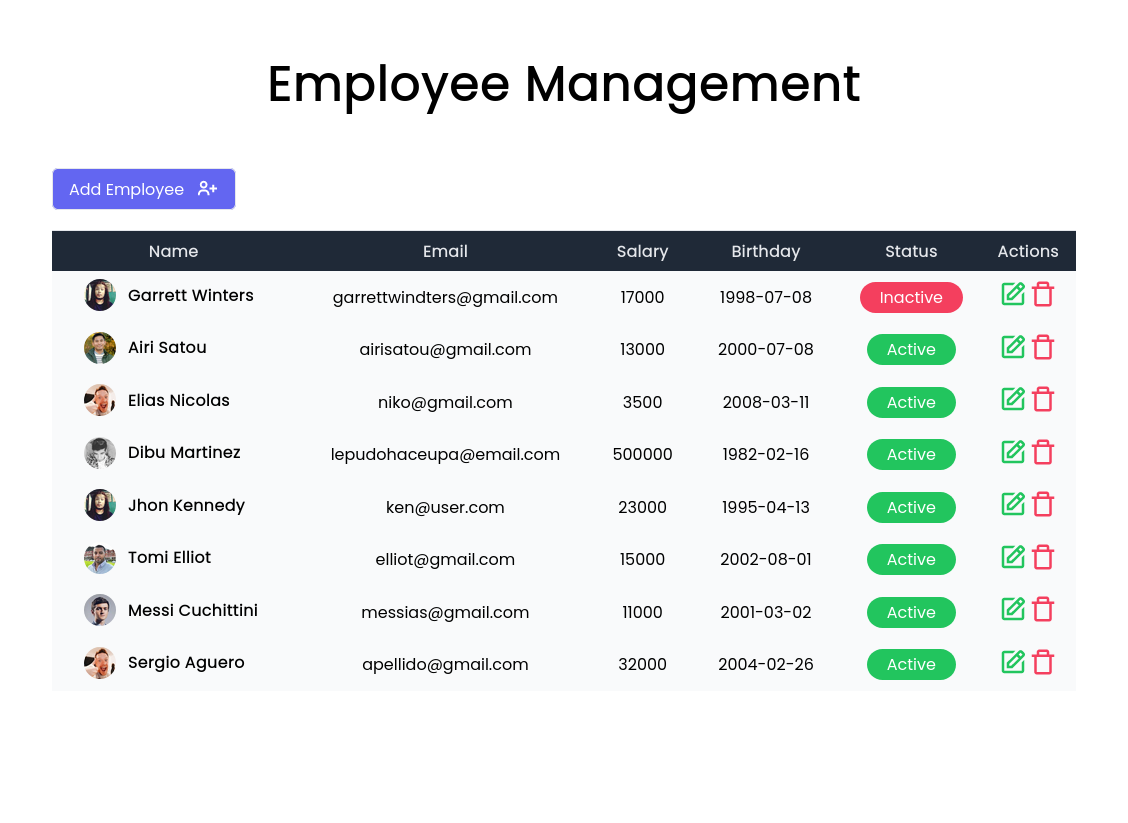 Employee Management
Add Employee
Name Email Salary Birthday Status Actions
Garrett Winters garrettwindters@gmail.com 17000 1998-07-08 Inactive
Airi Satou airisatou@gmail.com 13000 2000-07-08 Active
Elias Nicolas niko@gmail.com 3500 2008-03-11 Active
Dibu Martinez lepudohaceupa@email.com 500000 1982-02-16 Active
Jhon Kennedy ken@user.com 23000 1995-04-13 Active
Tomi Elliot elliot@gmail.com 15000 2002-08-01 Active
Messi Cuchittini messias@gmail.com 11000 2001-03-02 Active
Sergio Aguero apellido@gmail.com 32000 2004-02-26 Active